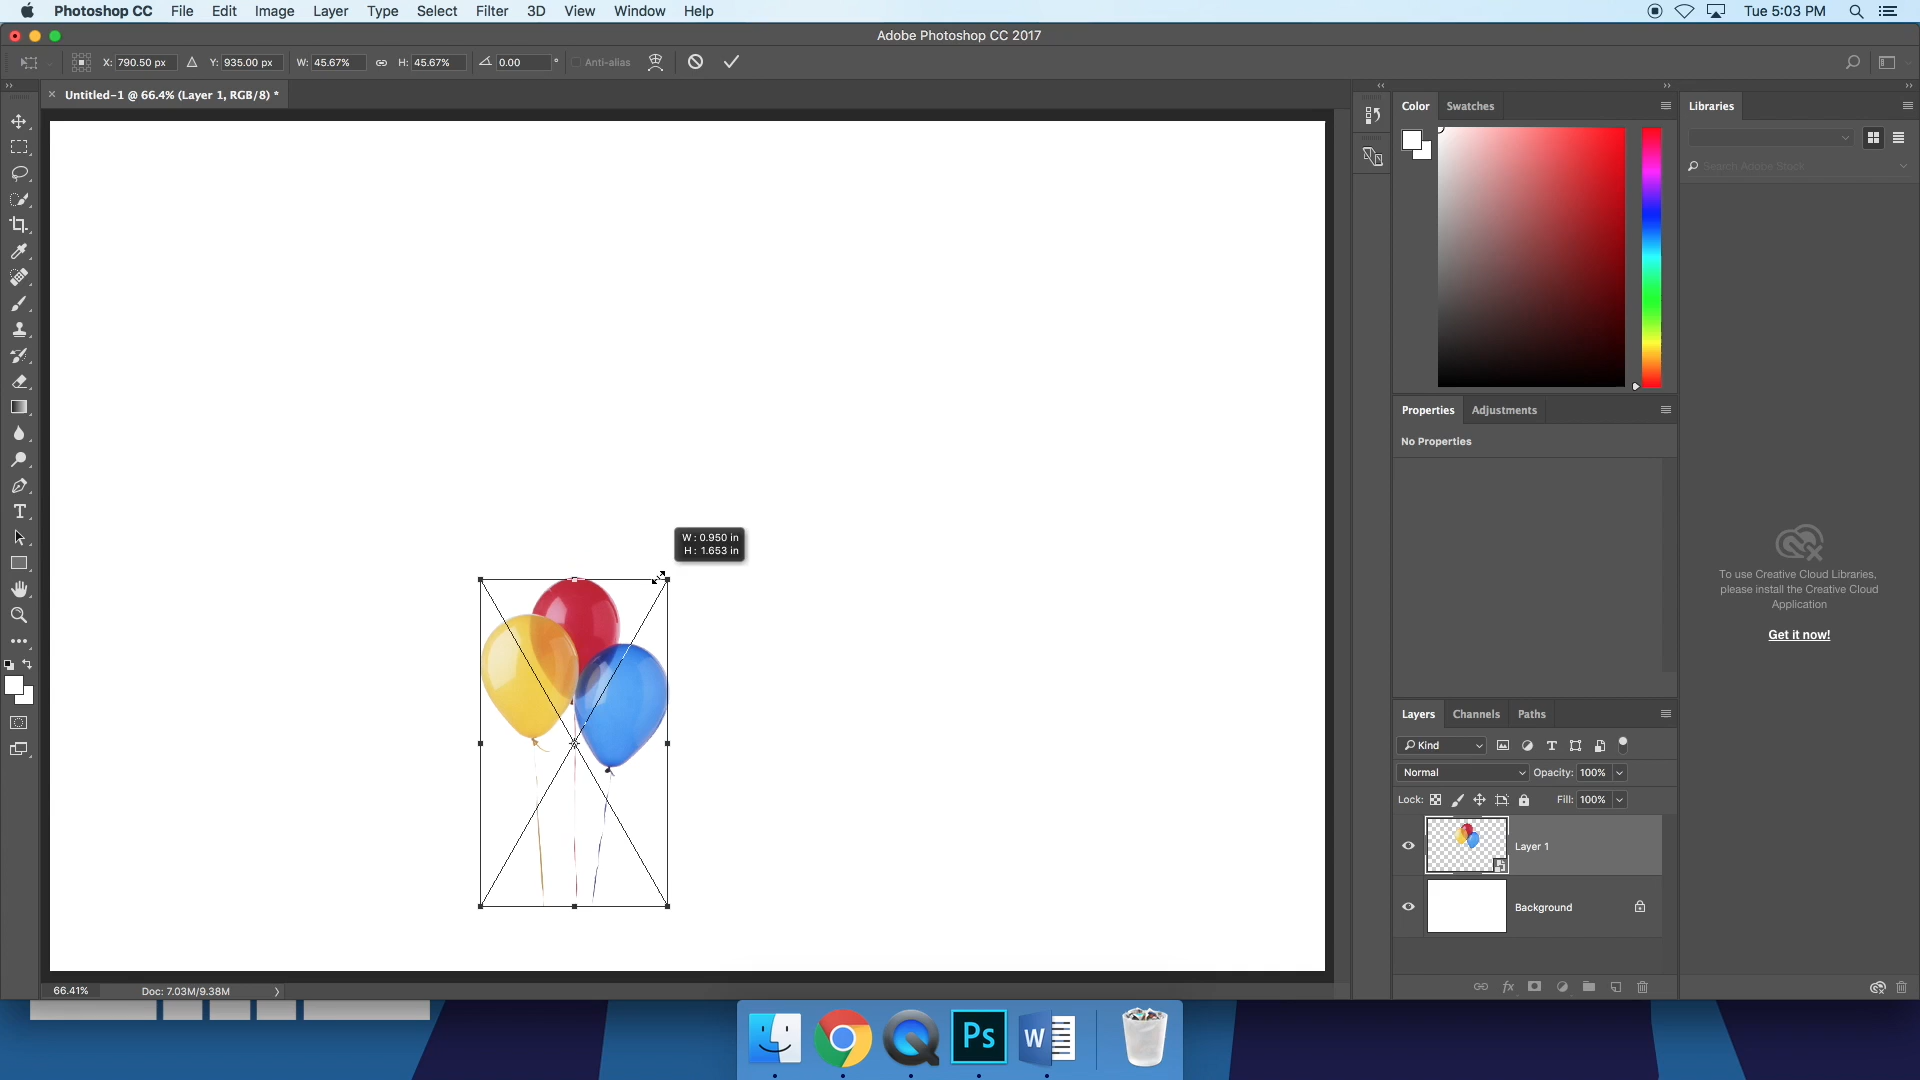 Photoshop CC File Edit Image Layer Type Select Filter 3D View Window Help Tue 5:03 PM
Adobe Photoshop CC 2017
X: 790.50 px Y: 935.00 px W: 45.67% H: 45.67% 0.00 ° Anti-alias
Untitled-1 @ 66.4% (Layer 1, RGB/8) *
Color Swatches
Libraries
Search Adobe Stock
Properties Adjustments
No Properties
W: 0.950 in
H: 1.653 in
To use Creative Cloud Libraries,
please install the Creative Cloud
Application
Get it now!
Layers Channels Paths
Kind
Normal Opacity: 100%
Lock: Fill: 100%
Layer 1
Background
66.41% Doc: 7.03M/9.38M
Ps
W